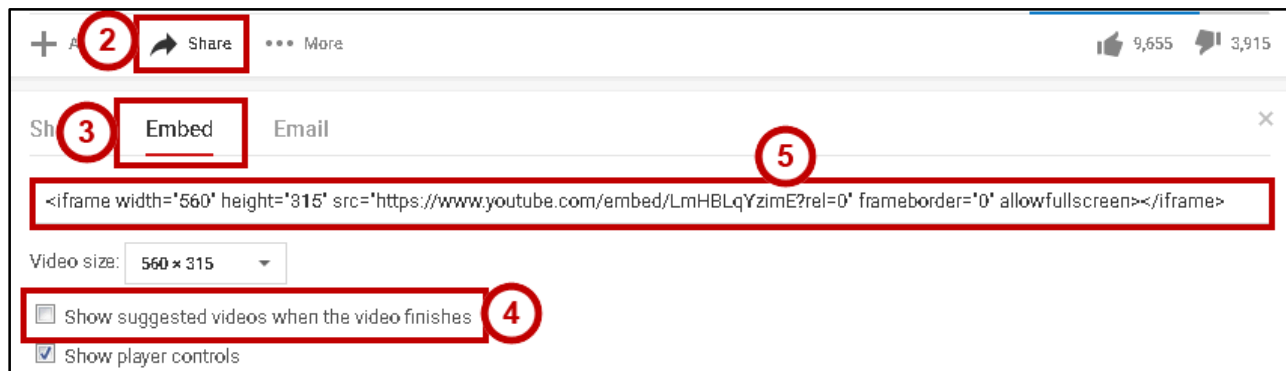 2 Share ••• More 9,655 3,915
3 Embed Email ×
5
<iframe width="560" height="315" src="https://www.youtube.com/embed/LmHBLqYzimE?rel=0" frameborder="0" allowfullscreen></iframe>
Video size: 560 × 315
Show suggested videos when the video finishes 4
Show player controls